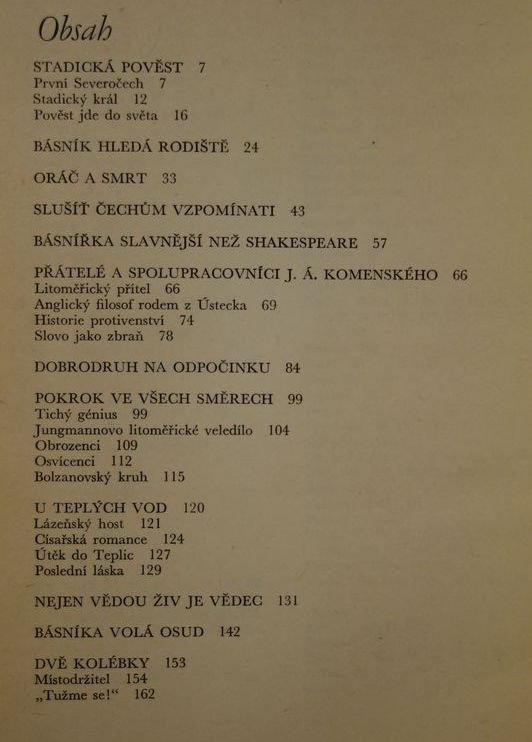 Obsah
STADICKÁ POVĚST 7
První Severočech 7
Stadický král 12
Pověst jde do světa 16
BÁSNÍK HLEDÁ RODIŠTĚ 24
ORÁČ A SMRT 33
SLUŠÍŤ ČECHŮM VZPOMÍNATI 43
BÁSNÍŘKA SLAVNĚJŠÍ NEŽ SHAKESPEARE 57
PŘÁTELÉ A SPOLUPRACOVNÍCI J. Á. KOMENSKÉHO 66
Litoměřický přítel 66
Anglický filosof rodem z Ústecka 69
Historie protivenství 74
Slovo jako zbraň 78
DOBRODRUH NA ODPOČINKU 84
POKROK VE VŠECH SMĚRECH 99
Tichý génius 99
Jungmannovo litoměřické veledílo 104
Obrozenci 109
Osvícenci 112
Bolzanovský kruh 115
U TEPLÝCH VOD 120
Lázeňský host 121
Císařská romance 124
Útěk do Teplic 127
Poslední láska 129
NEJEN VĚDOU ŽIV JE VĚDEC 131
BÁSNÍKA VOLÁ OSUD 142
DVĚ KOLÉBKY 153
Místodržitel 154
„Tužme se!“ 162